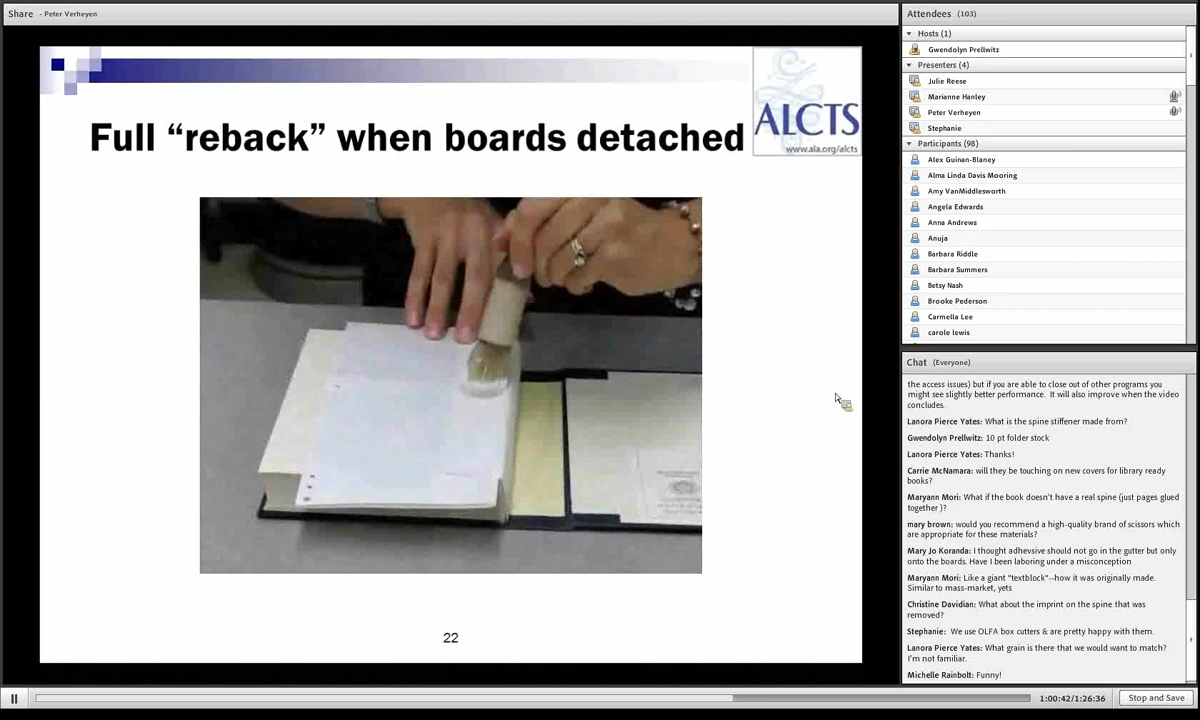 Share - Peter Verheyen
Full “reback” when boards detached
ALCTS
www.ala.org/alcts
22
Attendees (103)
Hosts (1)
Gwendolyn Prellwitz
Presenters (4)
Julie Reese
Marianne Hanley
Peter Verheyen
Stephanie
Participants (98)
Alex Guinan-Blaney
Alma Linda Davis Mooring
Amy VanMiddlesworth
Angela Edwards
Anna Andrews
Anuja
Barbara Riddle
Barbara Summers
Betsy Nash
Brooke Pederson
Carmella Lee
carole lewis
Chat (Everyone)
the access issues) but if you are able to close out of other programs you
might see slightly better performance. It will also improve when the video
concludes.
Lanora Pierce Yates: What is the spine stiffener made from?
Gwendolyn Prellwitz: 10 pt folder stock
Lanora Pierce Yates: Thanks!
Carrie McNamara: will they be touching on new covers for library ready
books?
Maryann Mori: What if the book doesn't have a real spine (just pages glued
together )?
mary brown: would you recommend a high-quality brand of scissors which
are appropriate for these materials?
Mary Jo Koranda: I thought adhevsive should not go in the gutter but only
onto the boards. Have I been laboring under a misconception
Maryann Mori: Like a giant "textblock"--how it was originally made.
Similar to mass-market, yets
Christine Davidian: What about the imprint on the spine that was
removed?
Stephanie: We use OLFA box cutters & are pretty happy with them.
Lanora Pierce Yates: What grain is there that we would want to match?
I'm not familiar.
Michelle Rainbolt: Funny!
1:00:42/1:26:36
Stop and Save